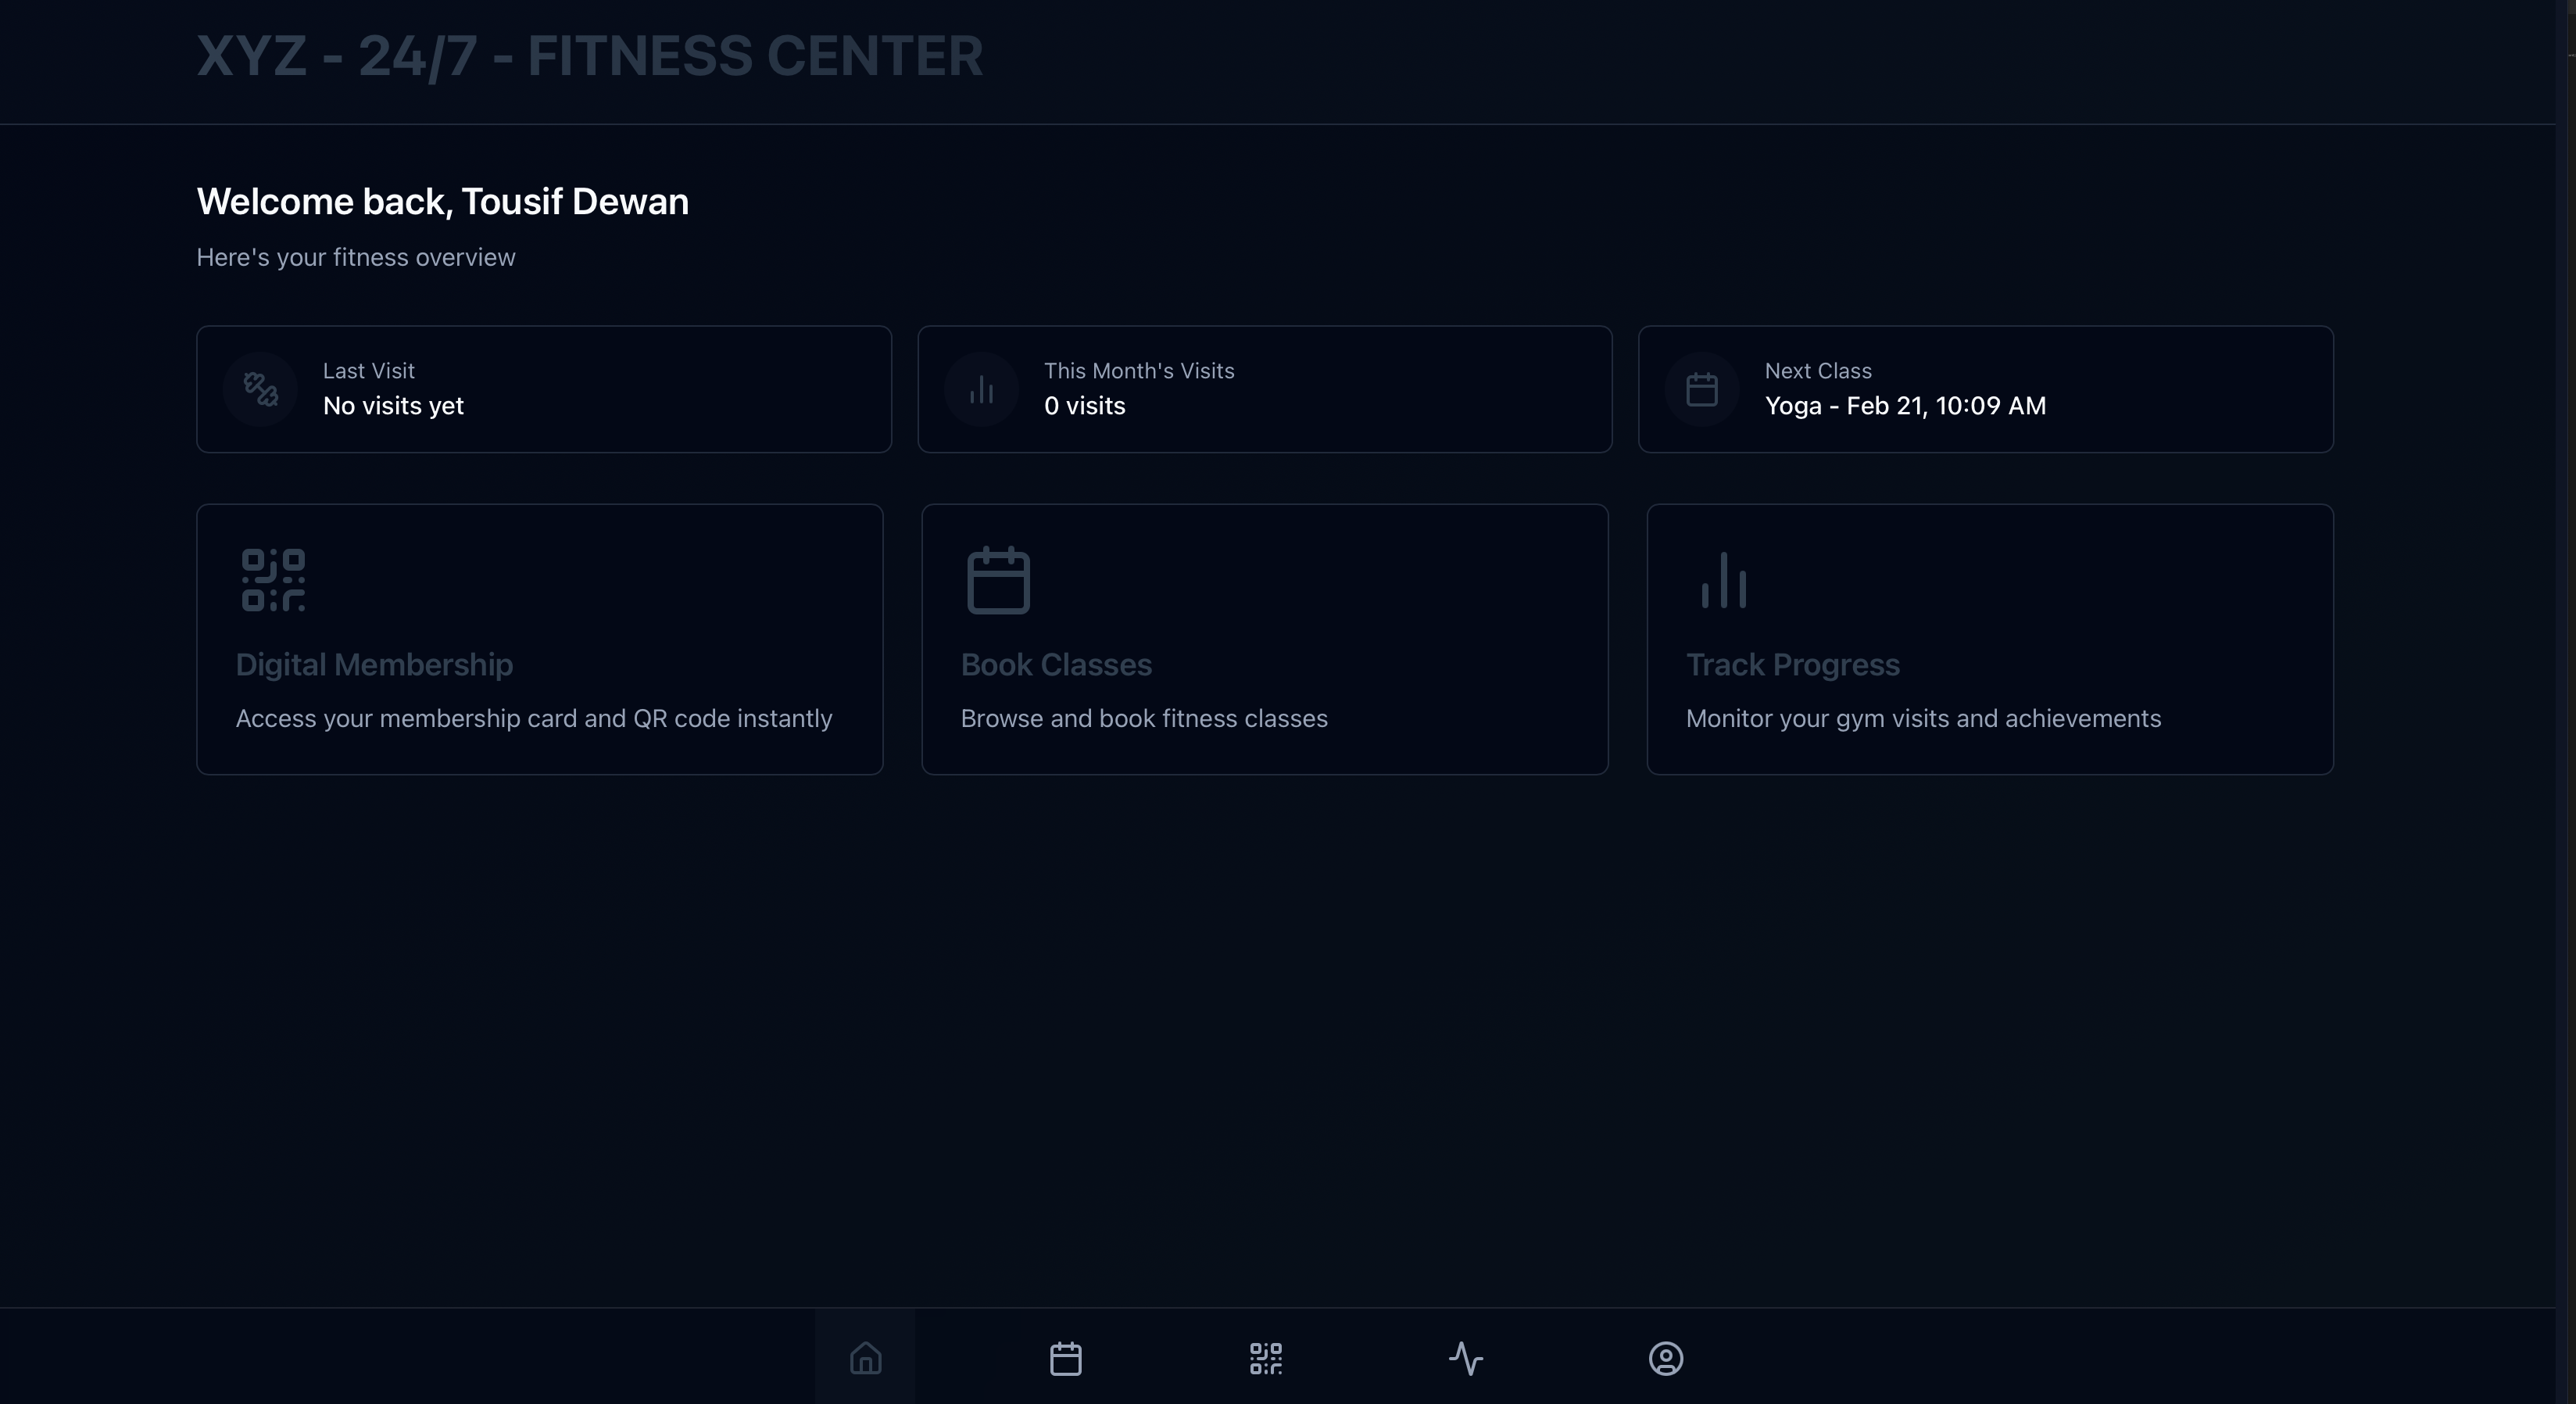 XYZ - 24/7 - FITNESS CENTER
Welcome back, Tousif Dewan
Here's your fitness overview
Last Visit
No visits yet
This Month's Visits
0 visits
Next Class
Yoga - Feb 21, 10:09 AM
Digital Membership
Access your membership card and QR code instantly
Book Classes
Browse and book fitness classes
Track Progress
Monitor your gym visits and achievements